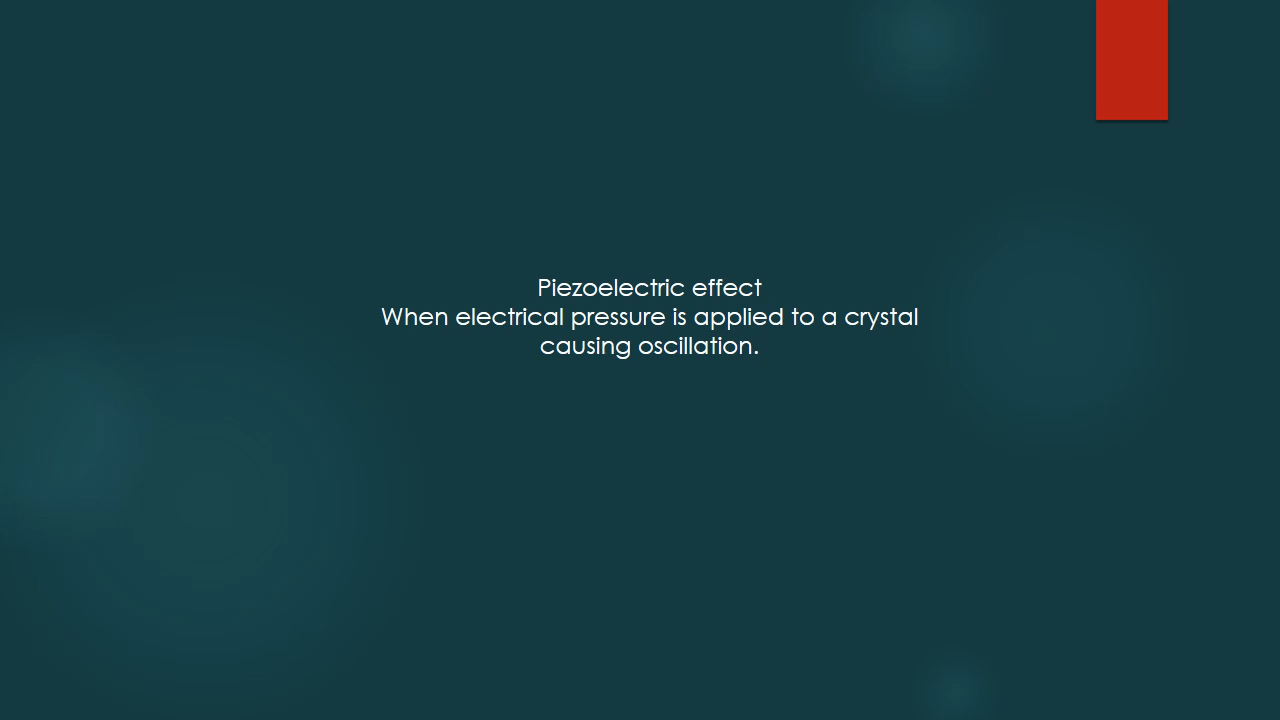 Piezoelectric effect
When electrical pressure is applied to a crystal
causing oscillation.